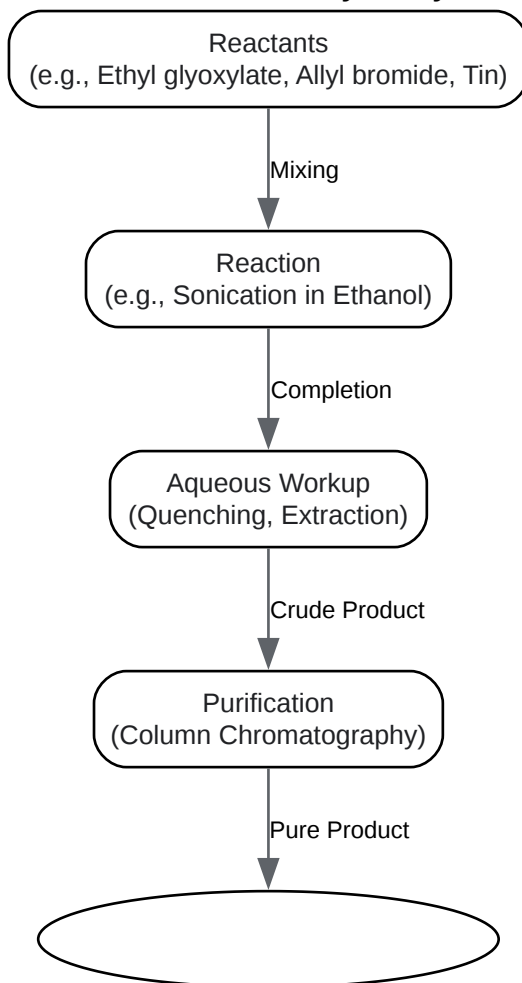 Reactants
(e.g., Ethyl glyoxylate, Allyl bromide, Tin)
Mixing
Reaction
(e.g., Sonication in Ethanol)
Completion
Aqueous Workup
(Quenching, Extraction)
Crude Product
Purification
(Column Chromatography)
Pure Product